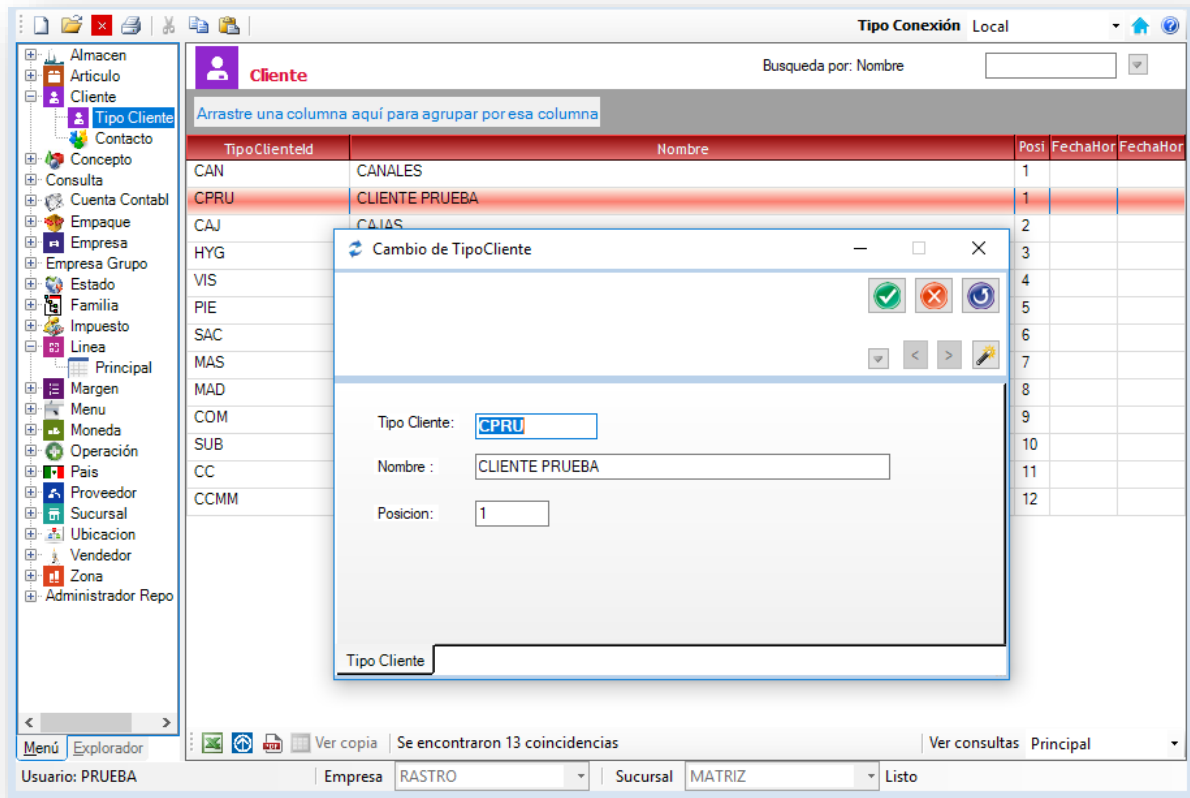 Tipo Conexión Local
Almacen
Articulo
Cliente
Tipo Cliente
Contacto
Concepto
Consulta
Cuenta Contabl
Empaque
Empresa
Empresa Grupo
Estado
Familia
Impuesto
Linea
Principal
Margen
Menu
Moneda
Operación
Pais
Proveedor
Sucursal
Ubicacion
Vendedor
Zona
Administrador Repo
Menú Explorador
Cliente
Busqueda por: Nombre
Arrastre una columna aquí para agrupar por esa columna
TipoClienteId Nombre Posi FechaHor FechaHor
CAN CANALES 1
CPRU CLIENTE PRUEBA 1
CAJ CAJAS 2
HYG 3
VIS 4
PIE 5
SAC 6
MAS 7
MAD 8
COM 9
SUB 10
CC 11
CCMM 12
Cambio de TipoCliente
< >
Tipo Cliente: CPRU
Nombre : CLIENTE PRUEBA
Posicion: 1
Tipo Cliente
Ver copia Se encontraron 13 coincidencias Ver consultas Principal
Usuario: PRUEBA Empresa RASTRO Sucursal MATRIZ Listo